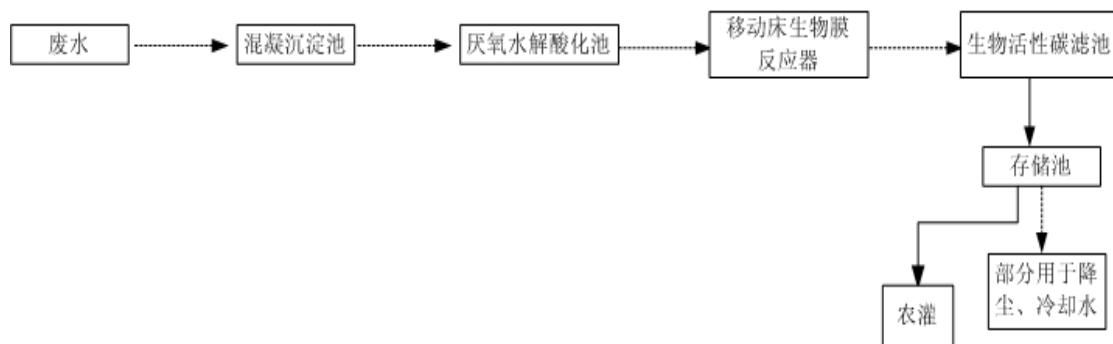 废水
混凝沉淀池
厌氧水解酸化池
移动床生物膜
反应器
生物活性碳滤池
存储池
农灌
部分用于降
尘、冷却水